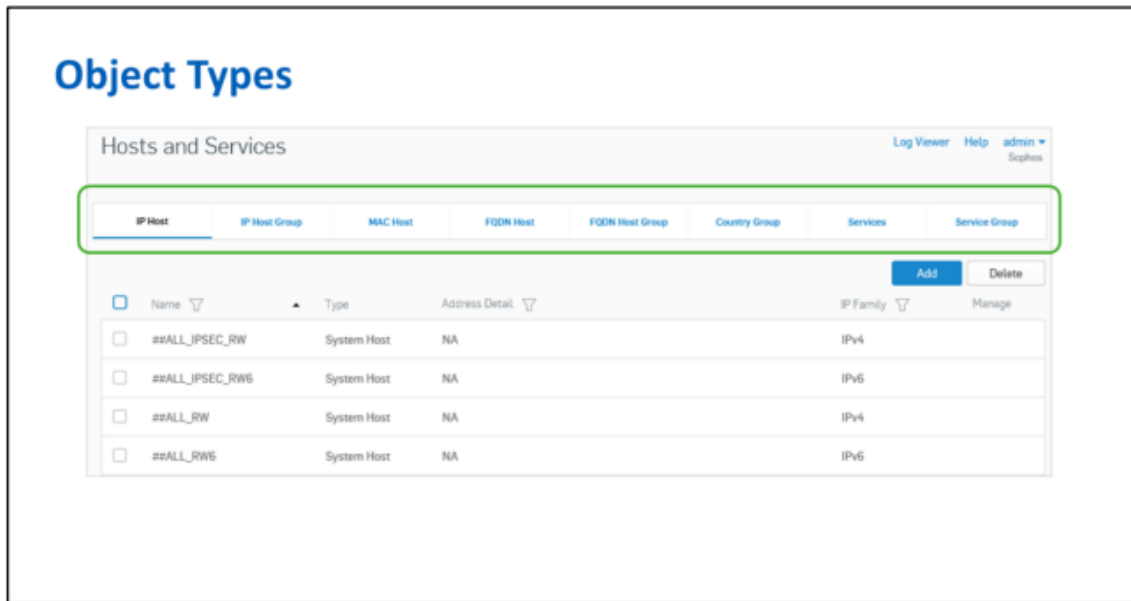 Object Types
Hosts and Services
Log Viewer Help admin
Sophos
IP Host IP Host Group MAC Host FQDN Host FQDN Host Group Country Group Services Service Group
Add Delete
Name Type Address Detail IP Family Manage
##ALL_IPSEC_RW System Host NA IPv4
##ALL_IPSEC_RW6 System Host NA IPv6
##ALL_RW System Host NA IPv4
##ALL_RW6 System Host NA IPv6